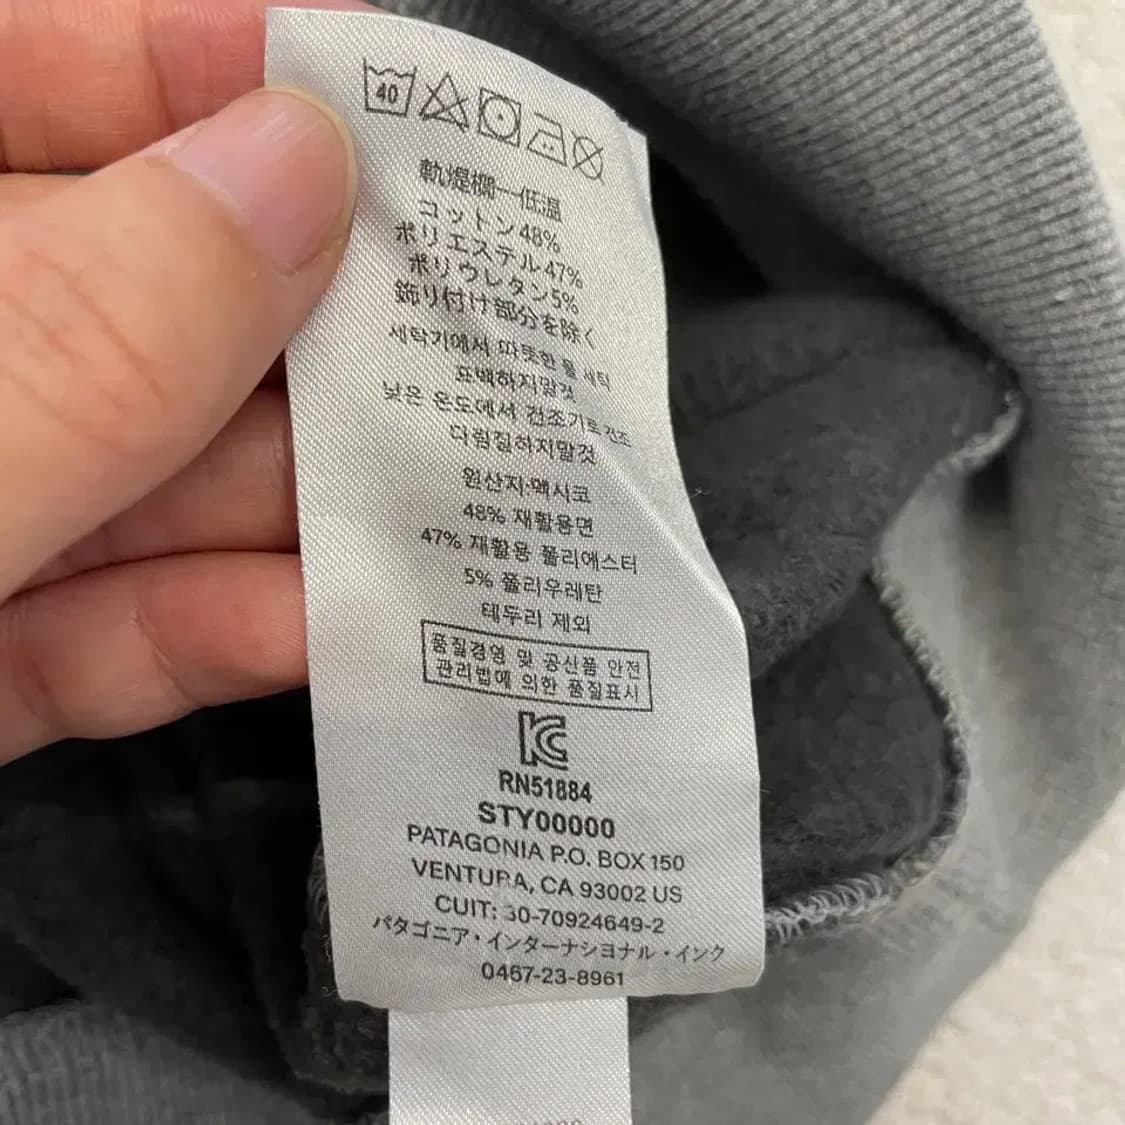 40
軌煶欄一低温
コットン48%
ポリエステル47%
ポリウレタン5%
飾り付け部分を除く
세탁기에서 따뜻한 물 세탁
표백하지말것
낮은 온도에서 건조기로 건조
다림질하지말것
원산지:멕시코
48% 재활용면
47% 재활용 폴리에스터
5% 폴리우레탄
테두리 제외
품질경영 및 공산품 안전
관리법에 의한 품질표시
RN51884
STY00000
PATAGONIA P.O. BOX 150
VENTURA, CA 93002 US
CUIT: 30-70924649-2
パタゴニア・インターナショナル・インク
0467-23-8961